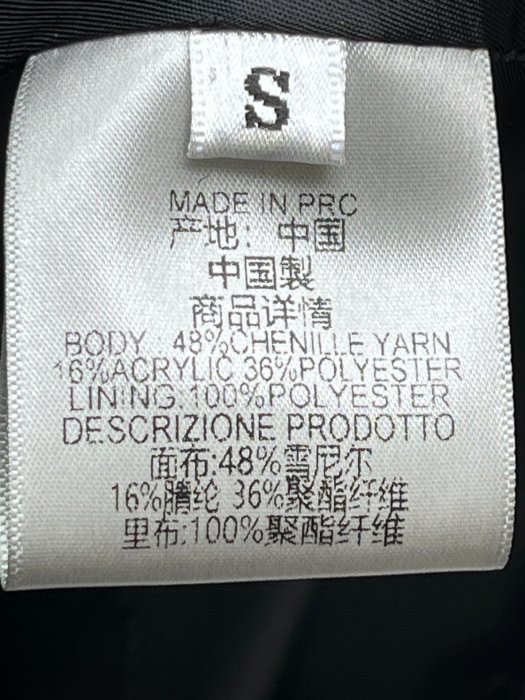 S
MADE IN PRC
产地：中国
中国製
商品详情
BODY : 48%CHENILLE YARN
16%ACRYLIC 36%POLYESTER
LINING:100%POLYESTER
DESCRIZIONE PRODOTTO
面布:48%雪尼尔
16%腈纶 36%聚酯纤维
里布:100%聚酯纤维